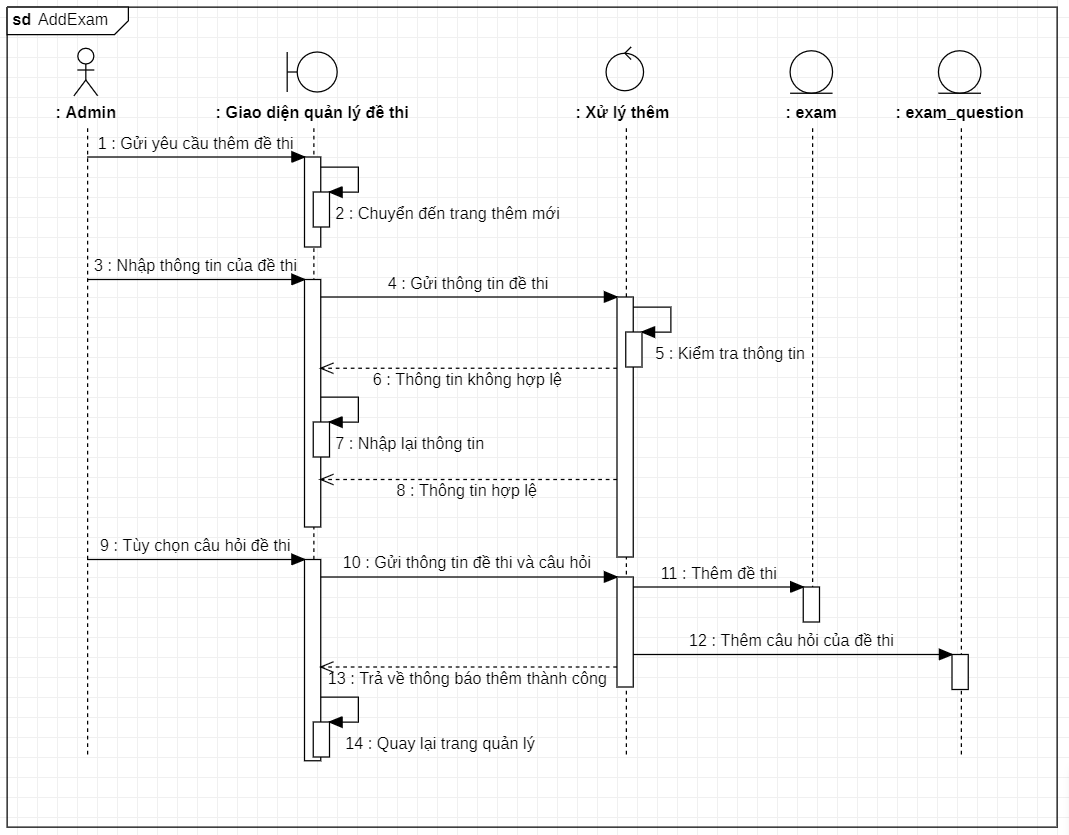 sd AddExam
: Admin
: Giao diện quản lý đề thi
: Xử lý thêm
: exam
: exam_question
1 : Gửi yêu cầu thêm đề thi
2 : Chuyển đến trang thêm mới
3 : Nhập thông tin của đề thi
4 : Gửi thông tin đề thi
5 : Kiểm tra thông tin
6 : Thông tin không hợp lệ
7 : Nhập lại thông tin
8 : Thông tin hợp lệ
9 : Tùy chọn câu hỏi đề thi
10 : Gửi thông tin đề thi và câu hỏi
11 : Thêm đề thi
12 : Thêm câu hỏi của đề thi
13 : Trả về thông báo thêm thành công
14 : Quay lại trang quản lý